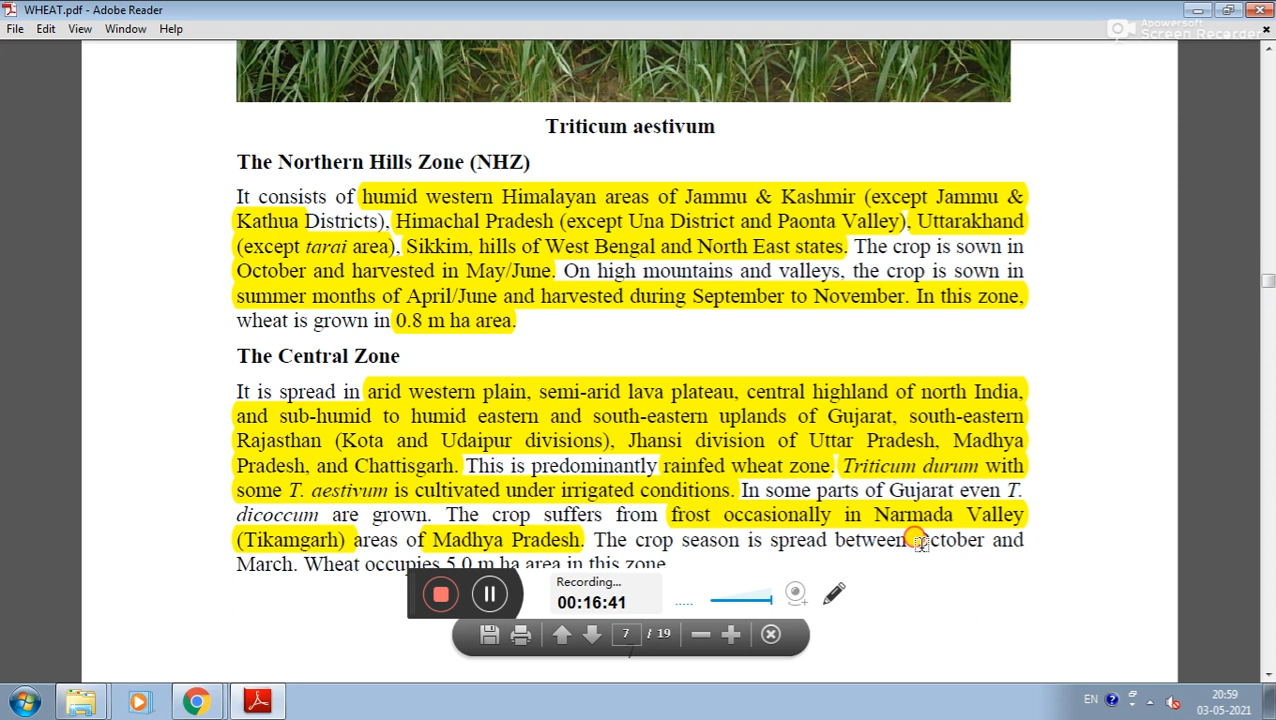 WHEAT.pdf - Adobe Reader
File Edit View Window Help
Apowersoft
Screen Recorder
Triticum aestivum
The Northern Hills Zone (NHZ)
It consists of humid western Himalayan areas of Jammu & Kashmir (except Jammu &
Kathua Districts), Himachal Pradesh (except Una District and Paonta Valley), Uttarakhand
(except tarai area), Sikkim, hills of West Bengal and North East states. The crop is sown in
October and harvested in May/June. On high mountains and valleys, the crop is sown in
summer months of April/June and harvested during September to November. In this zone,
wheat is grown in 0.8 m ha area.
The Central Zone
It is spread in arid western plain, semi-arid lava plateau, central highland of north India,
and sub-humid to humid eastern and south-eastern uplands of Gujarat, south-eastern
Rajasthan (Kota and Udaipur divisions), Jhansi division of Uttar Pradesh, Madhya
Pradesh, and Chattisgarh. This is predominantly rainfed wheat zone. Triticum durum with
some T. aestivum is cultivated under irrigated conditions. In some parts of Gujarat even T.
dicoccum are grown. The crop suffers from frost occasionally in Narmada Valley
(Tikamgarh) areas of Madhya Pradesh. The crop season is spread between October and
March. Wheat occupies 5.0 m ha area in this zone.
Recording...
00:16:41
7 / 19
EN
20:59
03-05-2021